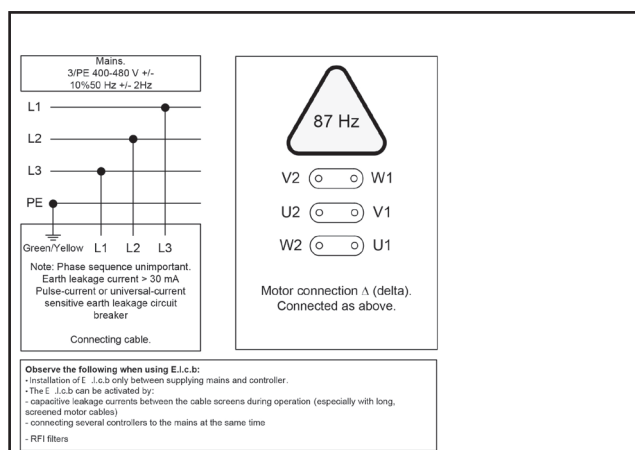 Mains.
3/PE 400-480 V +/-
10%50 Hz +/- 2Hz
L1
L2
L3
PE
Green/Yellow L1 L2 L3
Note: Phase sequence unimportant.
Earth leakage current > 30 mA
Pulse-current or universal-current
sensitive earth leakage circuit
breaker
Connecting cable.
87 Hz
V2 W1
U2 V1
W2 U1
Motor connection Δ (delta).
Connected as above.
Observe the following when using E.l.c.b:
• Installation of E .l.c.b only between supplying mains and controller.
• The E .l.c.b can be activated by:
- capacitive leakage currents between the cable screens during operation (especially with long,
screened motor cables)
- connecting several controllers to the mains at the same time
- RFI filters